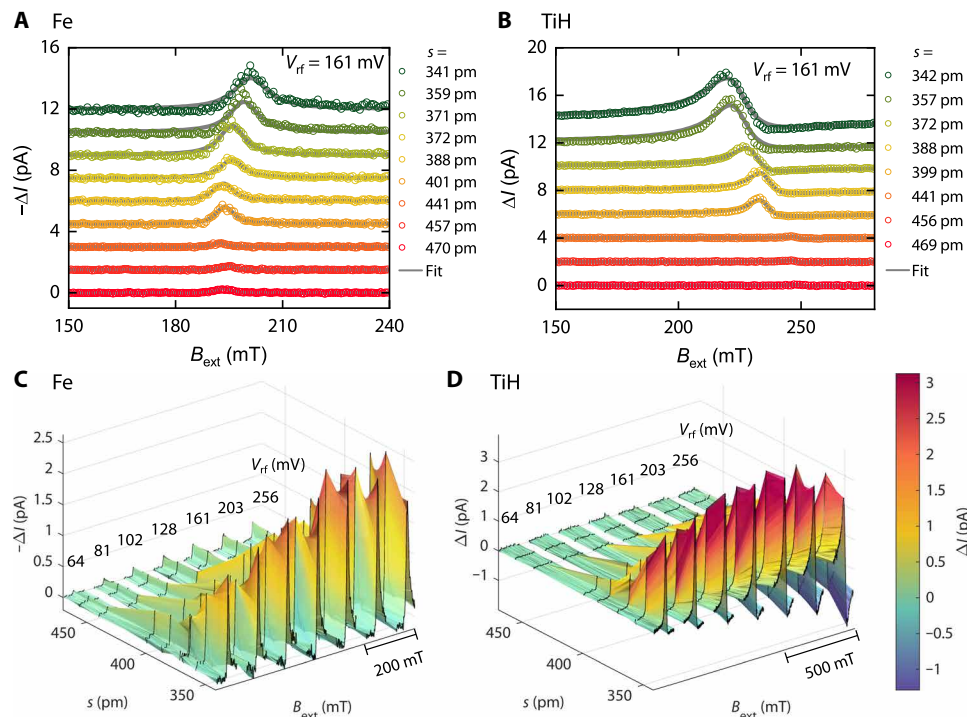 A Fe
−ΔI (pA)
16
12
8
4
0
150 180 210 240
B_ext (mT)
V_rf = 161 mV
s =
341 pm
359 pm
371 pm
372 pm
388 pm
401 pm
441 pm
457 pm
470 pm
Fit
B TiH
ΔI (pA)
20
16
12
8
4
0
150 200 250
B_ext (mT)
V_rf = 161 mV
s =
342 pm
357 pm
372 pm
388 pm
399 pm
441 pm
456 pm
469 pm
Fit
C Fe
−ΔI (pA)
2.5
2
1.5
1
0.5
0
V_rf (mV)
64 81 102 128 161 203 256
450 400 350
s (pm)
B_ext (mT)
200 mT
D TiH
ΔI (pA)
3
2
1
0
−1
V_rf (mV)
64 81 102 128 161 203 256
450 400 350
s (pm)
B_ext (mT)
500 mT
3
2.5
2
1.5
1
0.5
0
−0.5
−1
ΔI (pA)